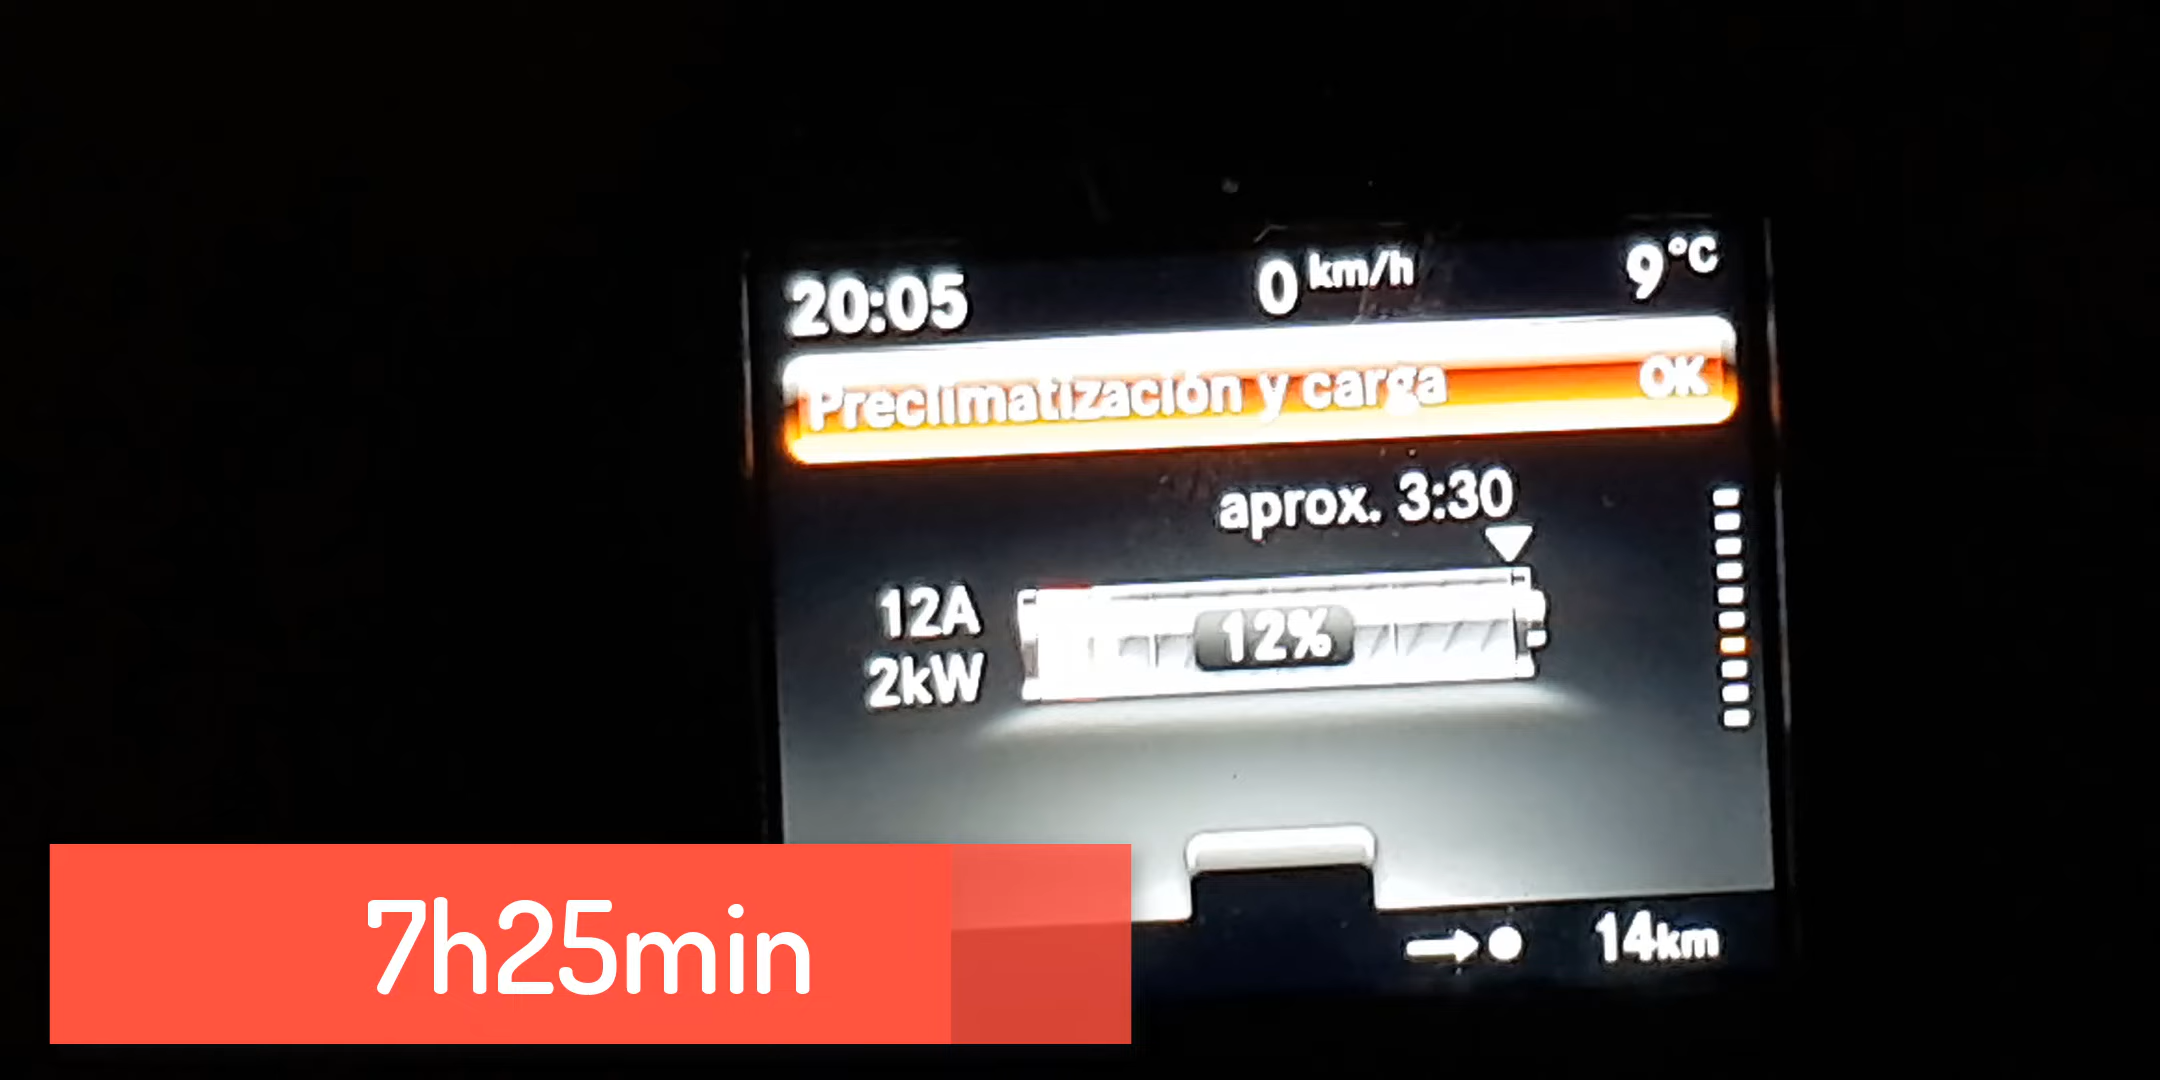 20:05
0 km/h
9°C
Preclimatización y carga
OK
aprox. 3:30
12A
12%
2kW
14km
7h25min